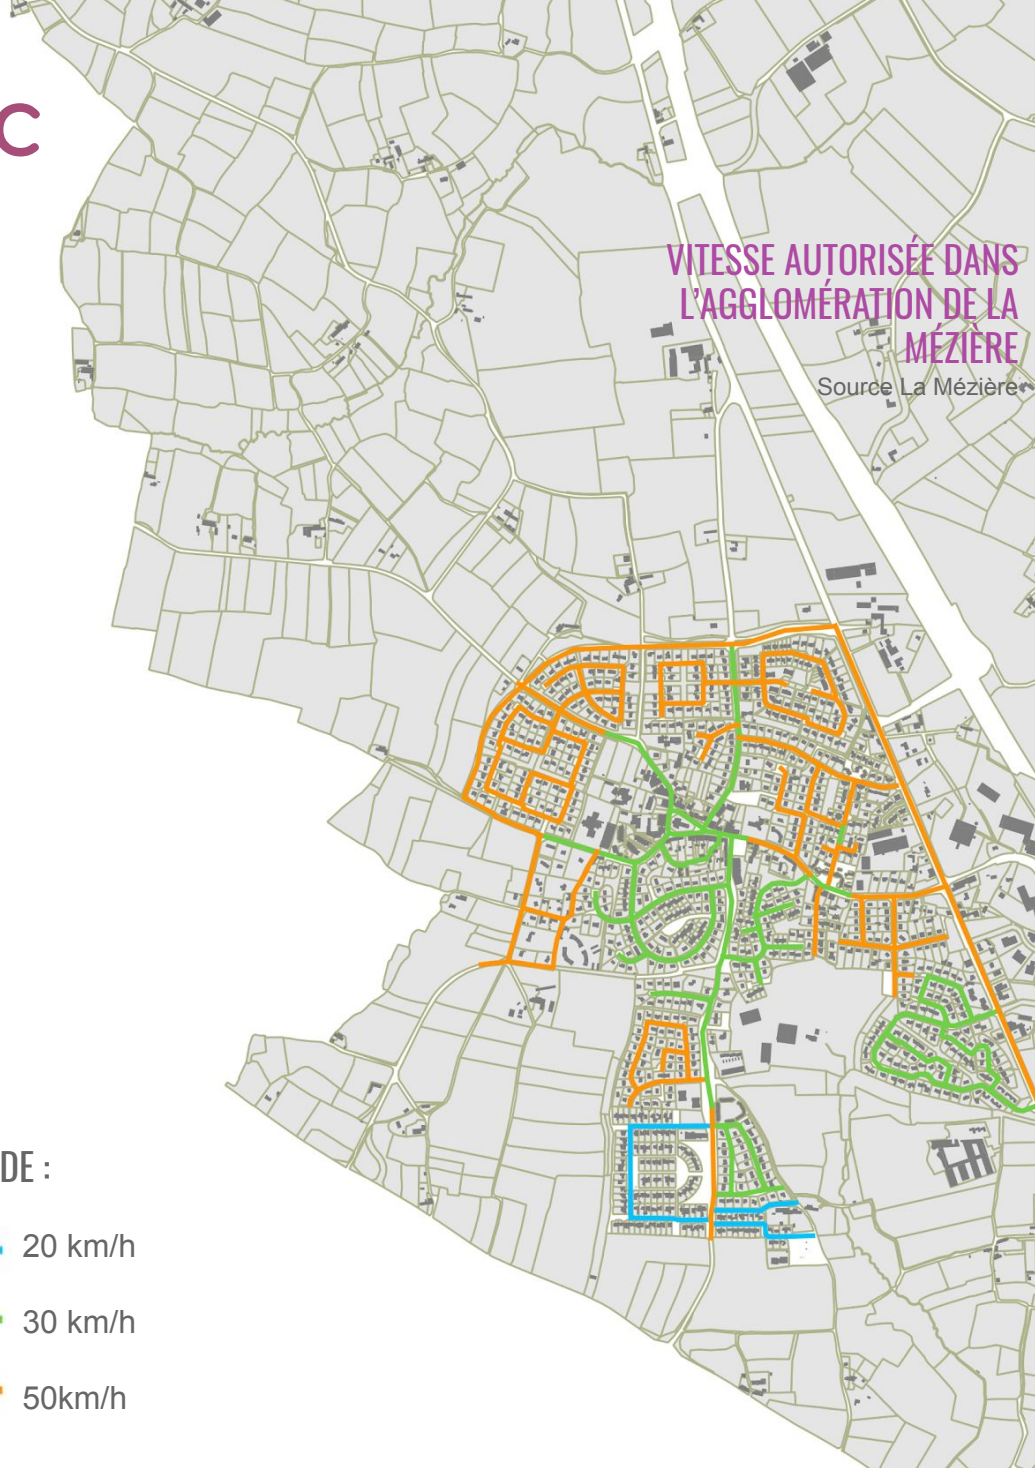 C
VITESSE AUTORISÉE DANS
L'AGGLOMÉRATION DE LA
MÉZIÈRE
Source La Mézière
DE :
20 km/h
30 km/h
50km/h